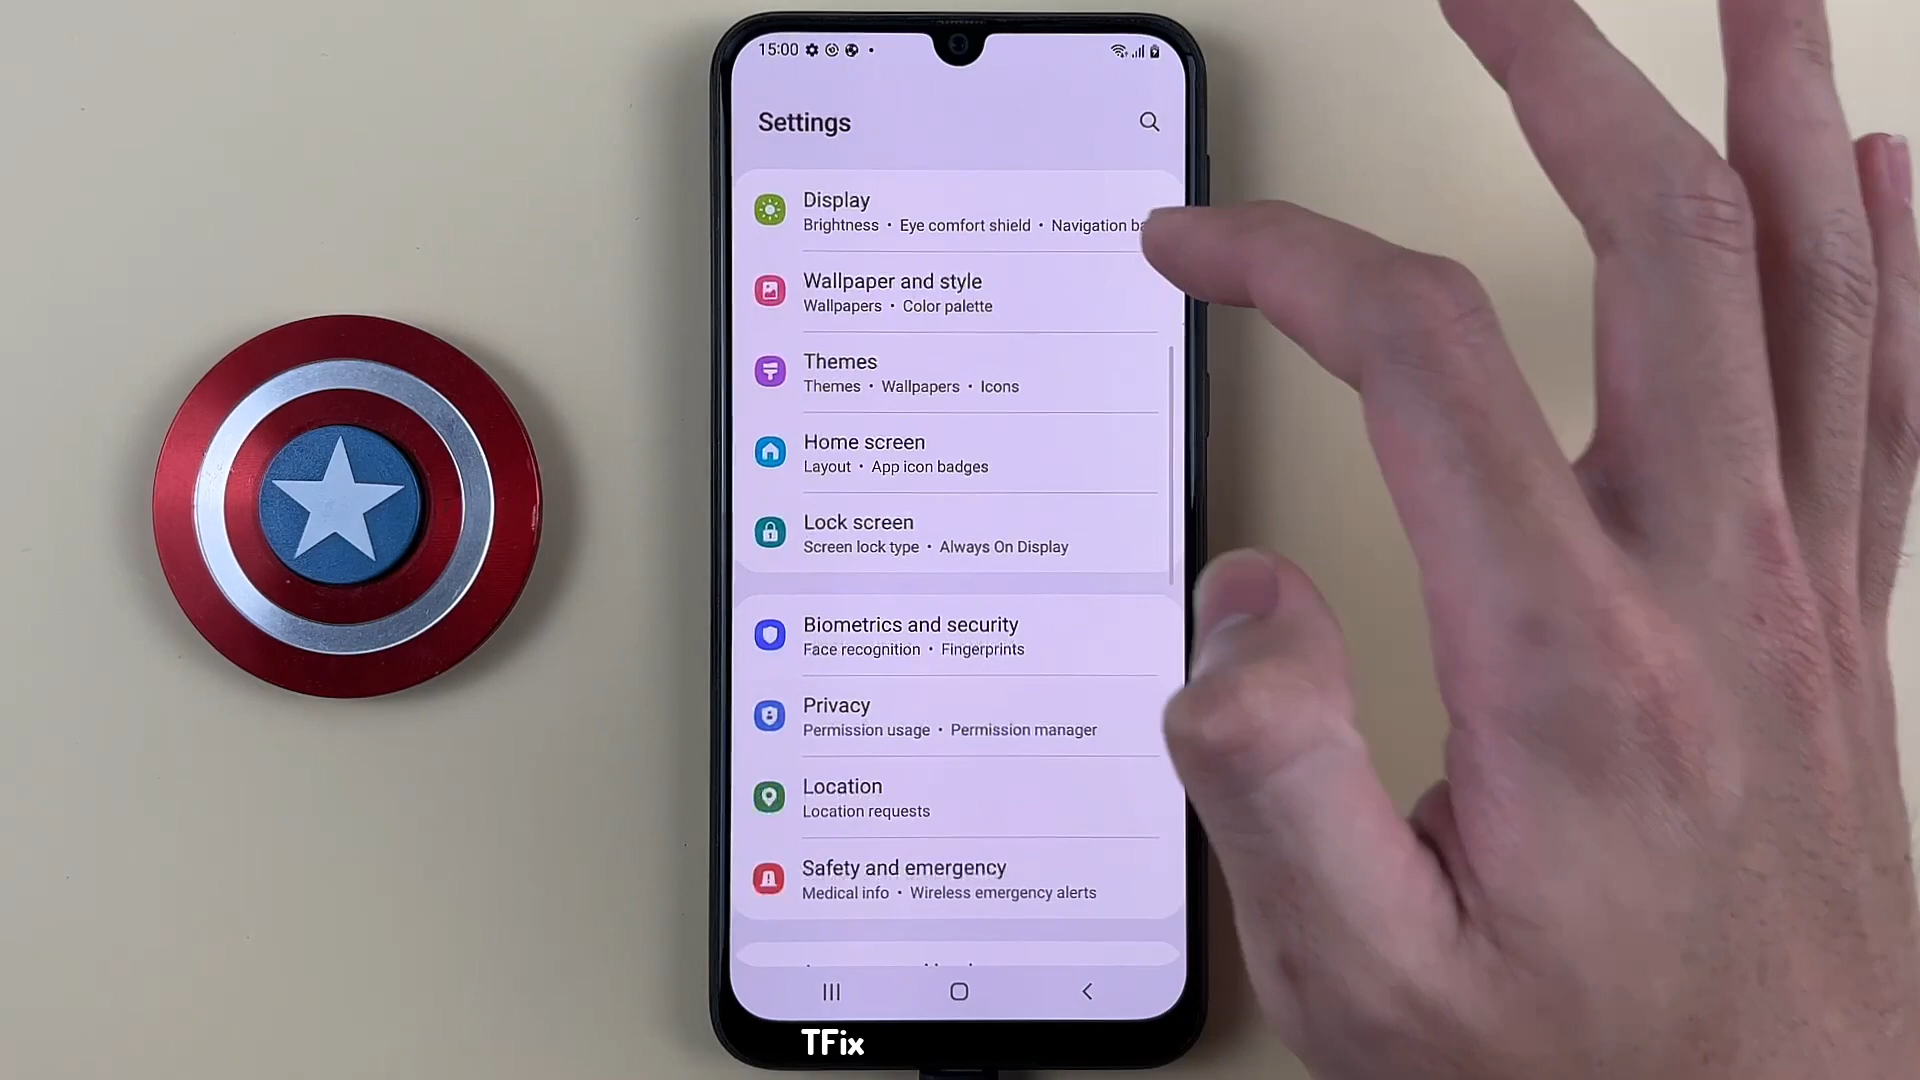 15:00
Settings
Display
Brightness • Eye comfort shield • Navigation
Wallpaper and style
Wallpapers • Color palette
Themes
Themes • Wallpapers • Icons
Home screen
Layout • App icon badges
Lock screen
Screen lock type • Always On Display
Biometrics and security
Face recognition • Fingerprints
Privacy
Permission usage • Permission manager
Location
Location requests
Safety and emergency
Medical info • Wireless emergency alerts
TFix